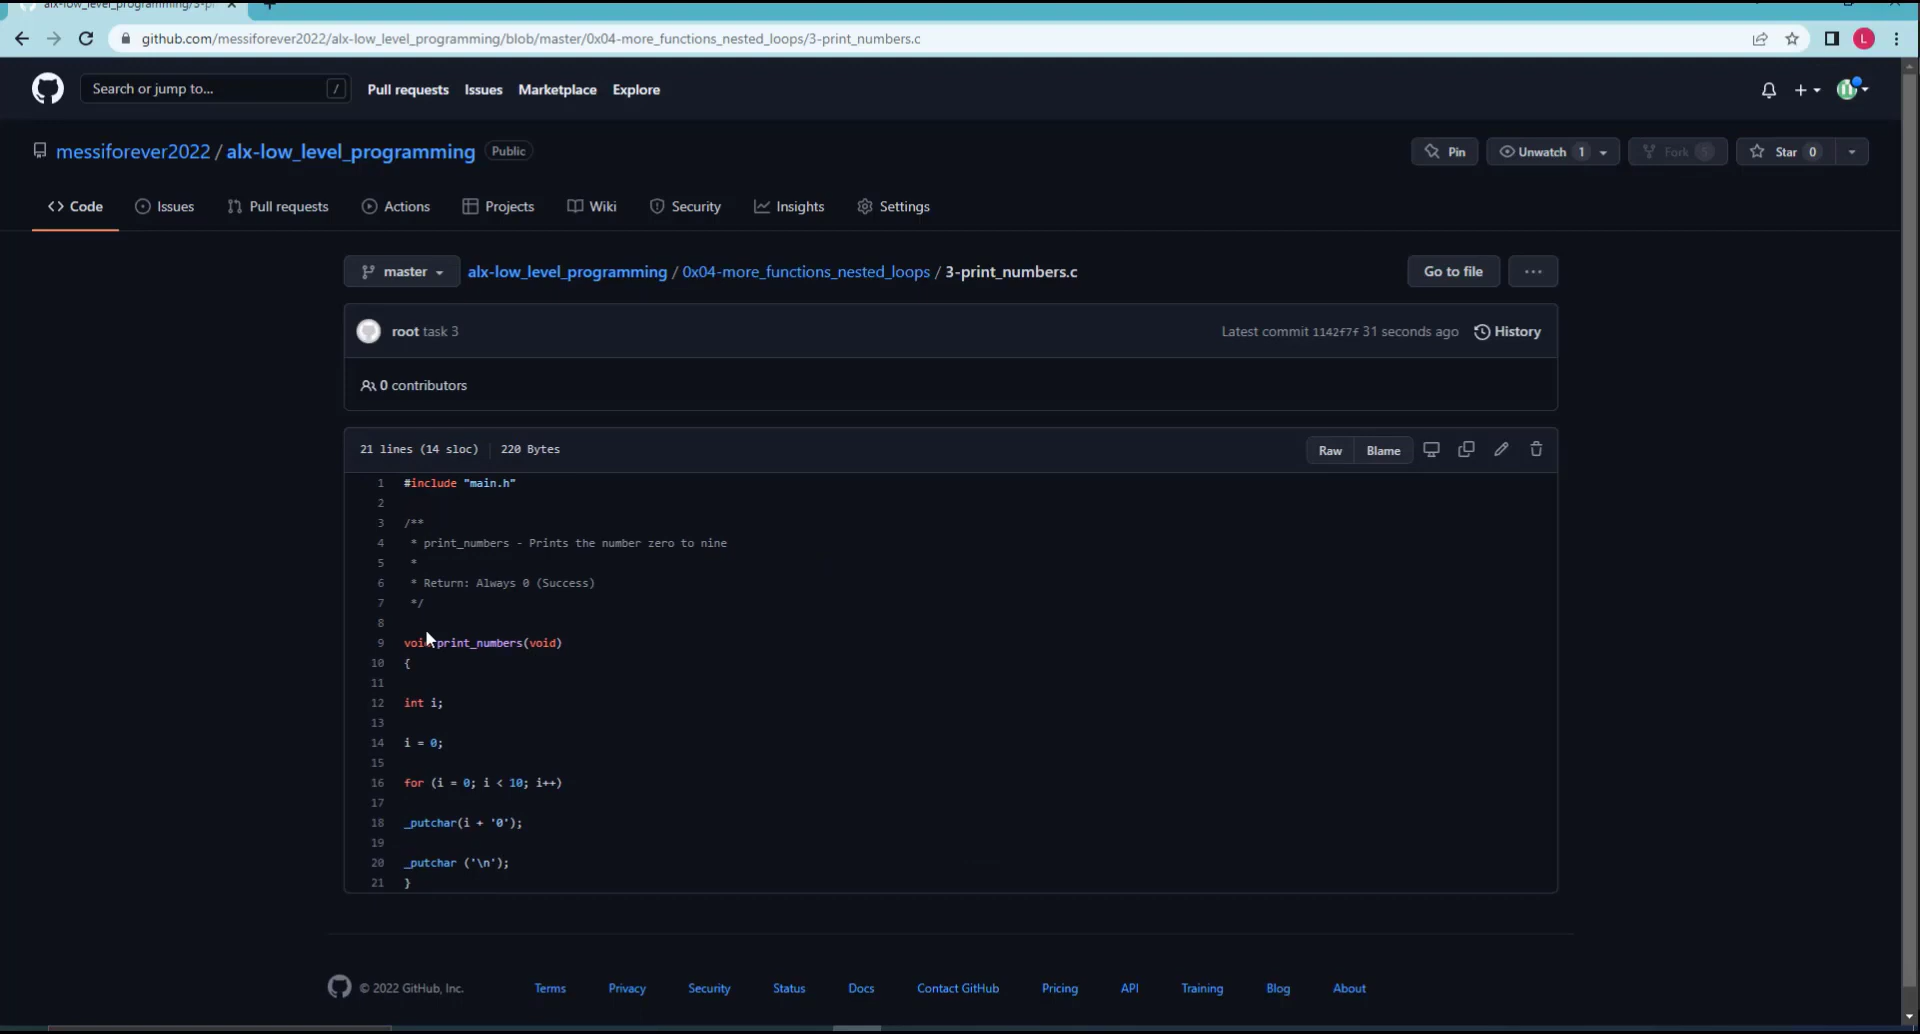 alx-low_level_programming/3-pr
github.com/messiforever2022/alx-low_level_programming/blob/master/0x04-more_functions_nested_loops/3-print_numbers.c
L
Search or jump to... / Pull requests Issues Marketplace Explore
messiforever2022 / alx-low_level_programming Public
Pin Unwatch 1 Fork 5 Star 0
Code Issues Pull requests Actions Projects Wiki Security Insights Settings
master alx-low_level_programming / 0x04-more_functions_nested_loops / 3-print_numbers.c Go to file ...
root task 3 Latest commit 1142f7f 31 seconds ago History
0 contributors
21 lines (14 sloc) 220 Bytes Raw Blame
1 #include "main.h"
2
3 /**
4 * print_numbers - Prints the number zero to nine
5 *
6 * Return: Always 0 (Success)
7 */
8
9 void print_numbers(void)
10 {
11
12 int i;
13
14 i = 0;
15
16 for (i = 0; i < 10; i++)
17
18 _putchar(i + '0');
19
20 _putchar ('\n');
21 }
© 2022 GitHub, Inc. Terms Privacy Security Status Docs Contact GitHub Pricing API Training Blog About